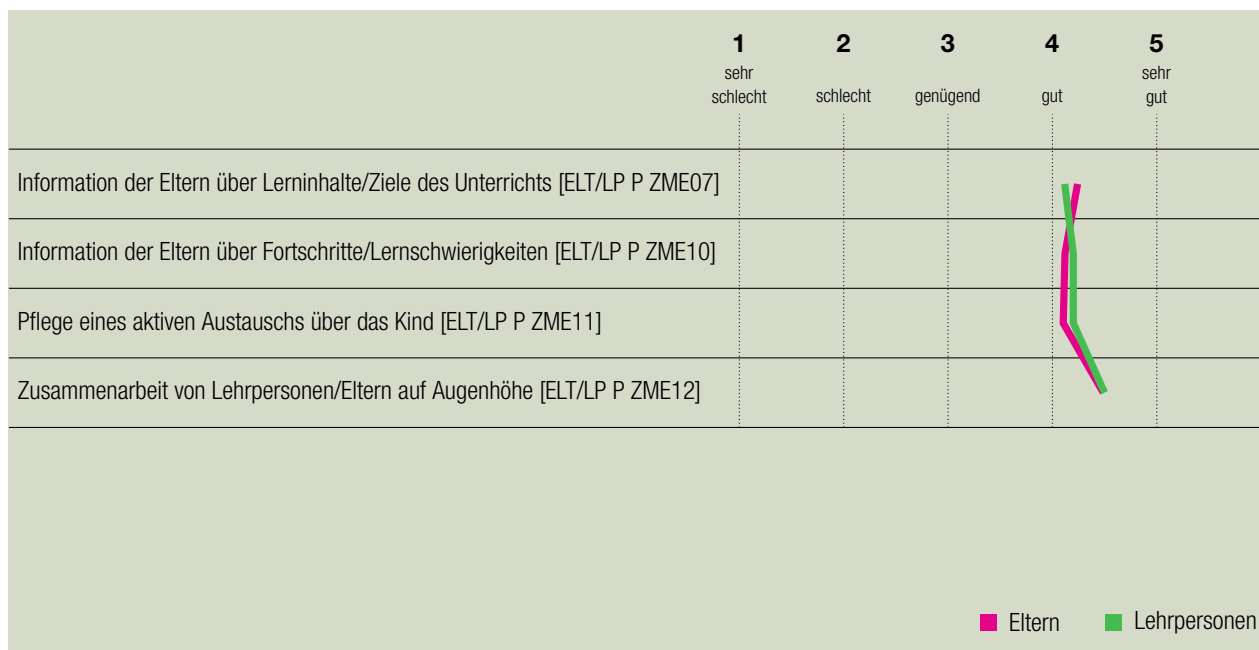 1 2 3 4 5
sehr schlecht schlecht genügend gut sehr gut
Information der Eltern über Lerninhalte/Ziele des Unterrichts [ELT/LP P ZME07]
Information der Eltern über Fortschritte/Lernschwierigkeiten [ELT/LP P ZME10]
Pflege eines aktiven Austauschs über das Kind [ELT/LP P ZME11]
Zusammenarbeit von Lehrpersonen/Eltern auf Augenhöhe [ELT/LP P ZME12]
Eltern Lehrpersonen